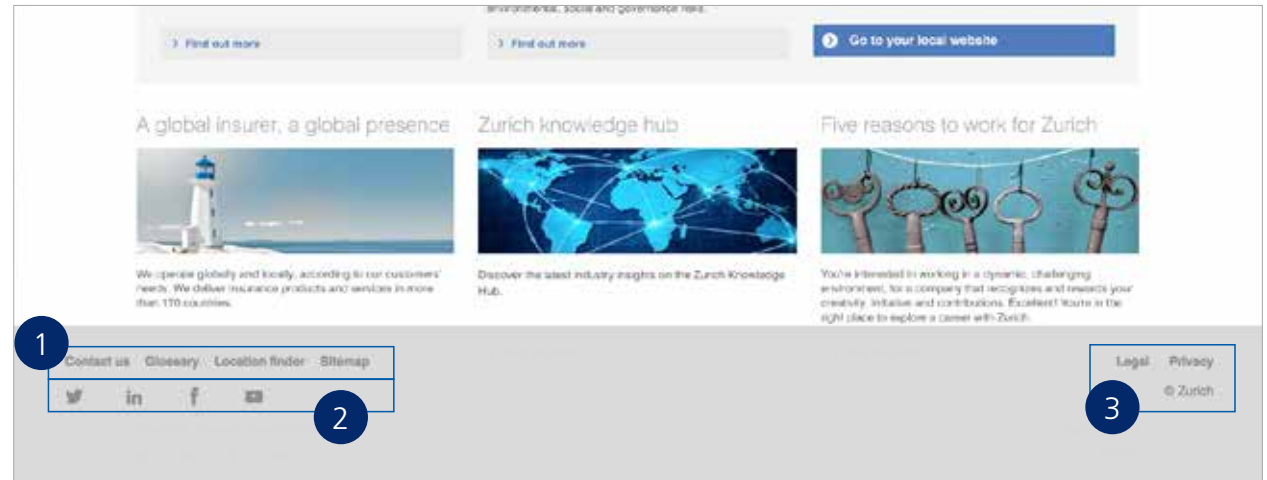 environmental, social and governance risks.
Find out more
Find out more
Go to your local website
A global insurer, a global presence
Zurich knowledge hub
Five reasons to work for Zurich
We operate globally and locally, according to our customers'
needs. We deliver insurance products and services in more
than 170 countries.
Discover the latest industry insights on the Zurich Knowledge
Hub.
You're interested in working in a dynamic, challenging
environment, for a company that recognizes and rewards your
creativity, initiative and contributions. Excellent! You're in the
right place to explore a career with Zurich.
1
Contact us Glossary Location finder Sitemap
in f
2
Legal Privacy
© Zurich
3